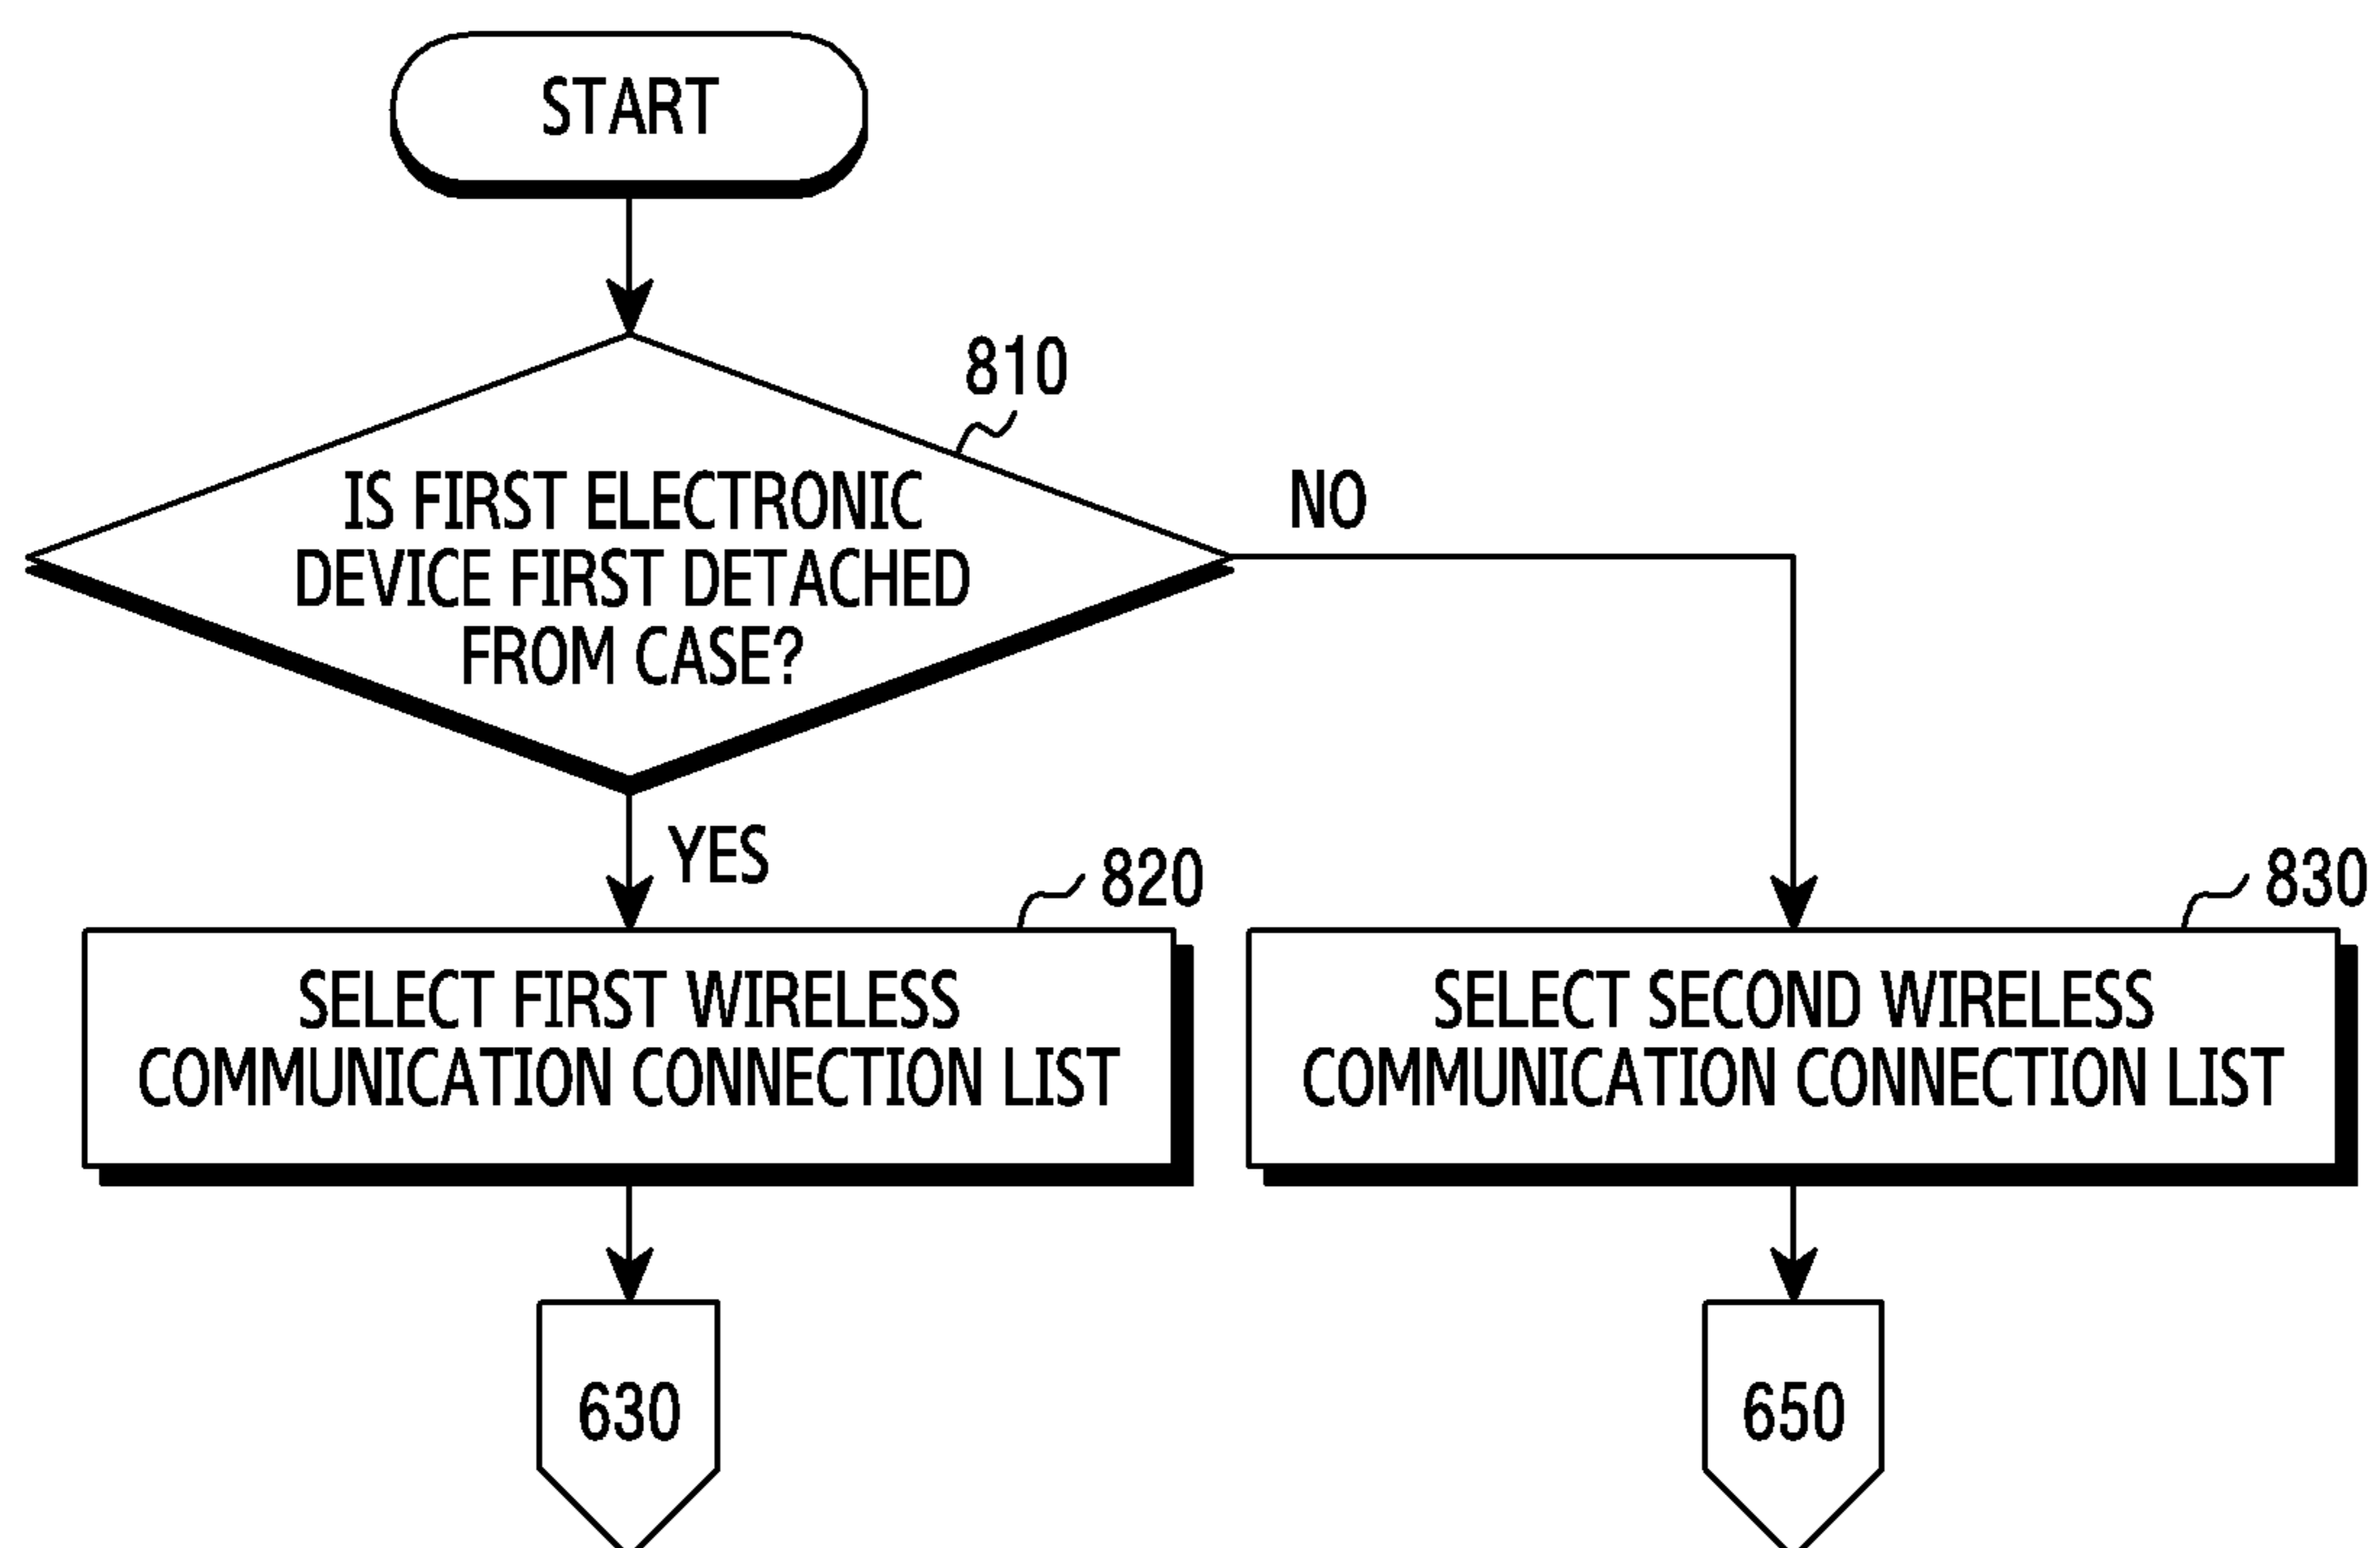 START
810
IS FIRST ELECTRONIC
DEVICE FIRST DETACHED
FROM CASE?
NO
YES
820
SELECT FIRST WIRELESS
COMMUNICATION CONNECTION LIST
830
SELECT SECOND WIRELESS
COMMUNICATION CONNECTION LIST
630
650